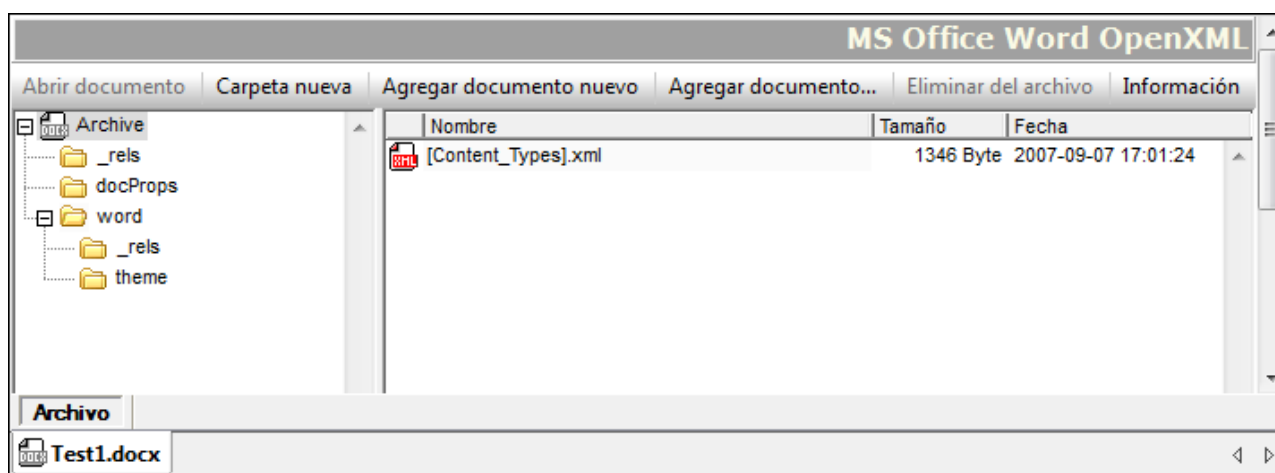 MS Office Word OpenXML
Abrir documento Carpeta nueva Agregar documento nuevo Agregar documento... Eliminar del archivo Información
Archive
_rels
docProps
word
_rels
theme
Nombre Tamaño Fecha
[Content_Types].xml 1346 Byte 2007-09-07 17:01:24
Archivo
Test1.docx